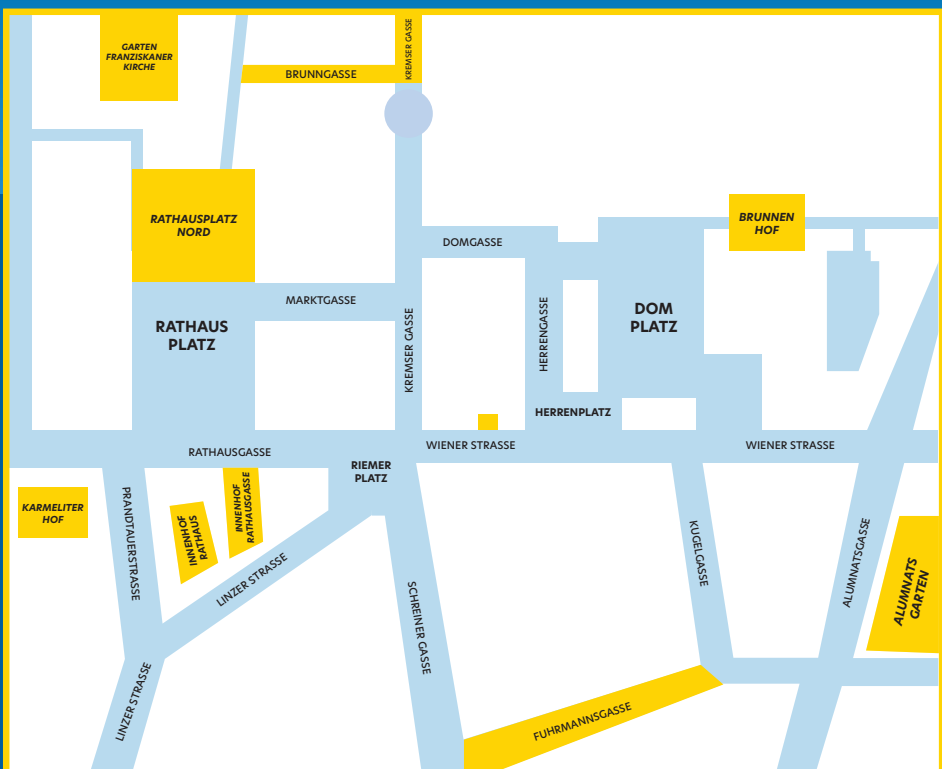 GARTEN
FRANZISKANER
KIRCHE
KREMSER GASSE
BRUNNGASSE
RATHAUSPLATZ
NORD
BRUNNEN
HOF
DOMGASSE
MARKTGASSE
RATHAUS
PLATZ
KREMSER GASSE
HERRENGASSE
DOM
PLATZ
HERRENPLATZ
RATHAUSGASSE
WIENER STRASSE
WIENER STRASSE
RIEMER
PLATZ
KARMELITER
HOF
PRANDTAUERSTRASSE
INNENHOF
RATHAUS
INNENHOF
RATHAUSGASSE
LINZER STRASSE
KUGELGASSE
ALUMNATSGASSE
ALUMNATS
GARTEN
SCHREINER GASSE
LINZER STRASSE
FUHRMANNSGASSE